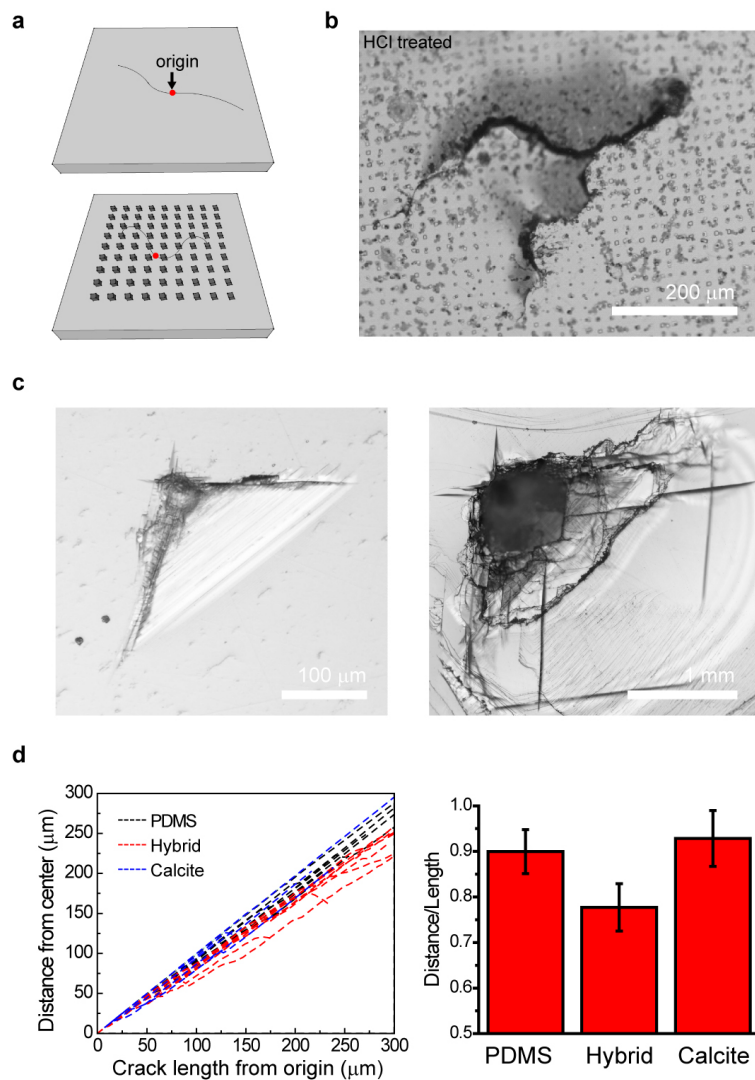 a
origin
b
HCl treated
200 μm
c
100 μm
1 mm
d
Distance from center (μm)
300
250
200
150
100
50
0
PDMS
Hybrid
Calcite
0 50 100 150 200 250 300
Crack length from origin (μm)
Distance/Length
1.0
0.9
0.8
0.7
0.6
0.5
PDMS Hybrid Calcite